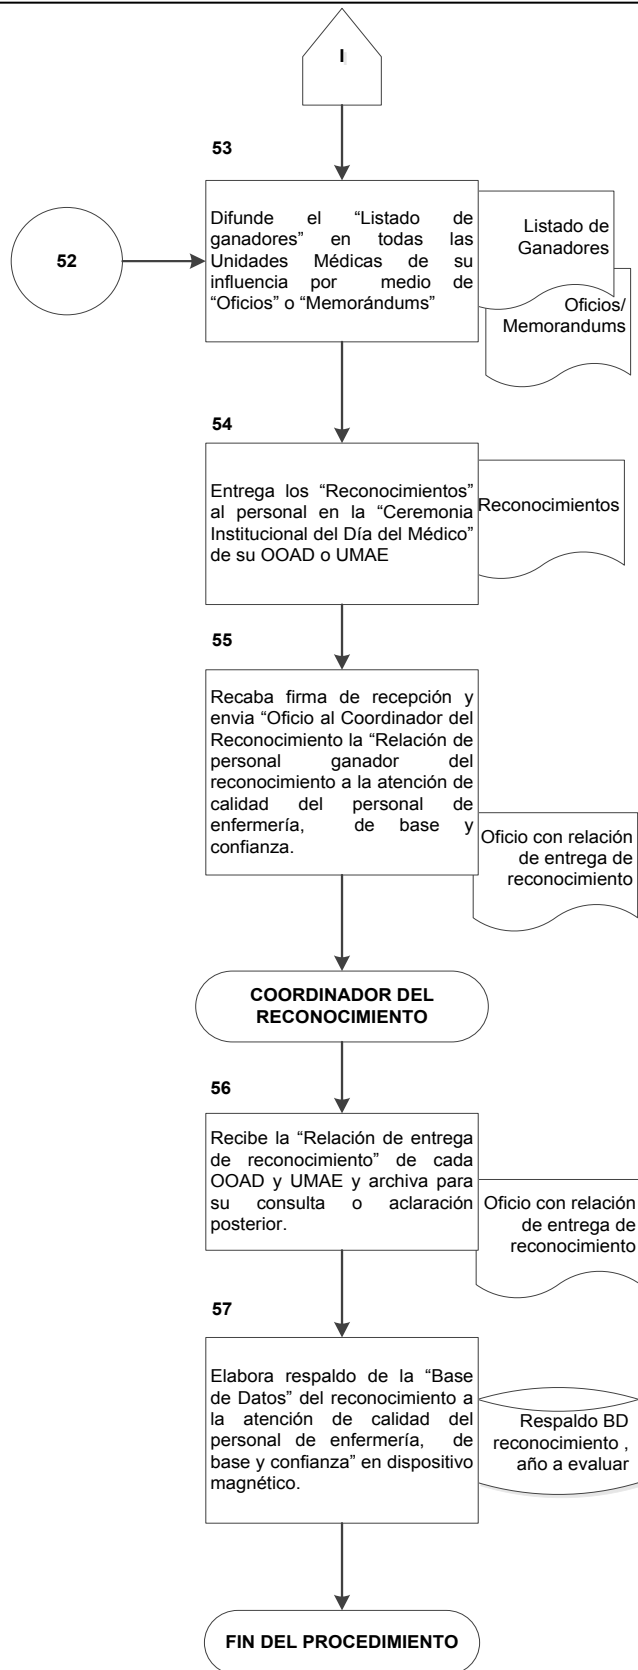 I
53
Difunde el “Listado de
ganadores” en todas las
Unidades Médicas de su
influencia por medio de
“Oficios” o “Memorándums”
Listado de
Ganadores
Oficios/
Memorandums
52
54
Entrega los “Reconocimientos”
al personal en la “Ceremonia
Institucional del Día del Médico”
de su OOAD o UMAE
Reconocimientos
55
Recaba firma de recepción y
envia “Oficio al Coordinador del
Reconocimiento la “Relación de
personal ganador del
reconocimiento a la atención de
calidad del personal de
enfermería, de base y
confianza.
Oficio con relación
de entrega de
reconocimiento
COORDINADOR DEL
RECONOCIMIENTO
56
Recibe la “Relación de entrega
de reconocimiento” de cada
OOAD y UMAE y archiva para
su consulta o aclaración
posterior.
Oficio con relación
de entrega de
reconocimiento
57
Elabora respaldo de la “Base
de Datos” del reconocimiento a
la atención de calidad del
personal de enfermería, de
base y confianza” en dispositivo
magnético.
Respaldo BD
reconocimiento ,
año a evaluar
FIN DEL PROCEDIMIENTO